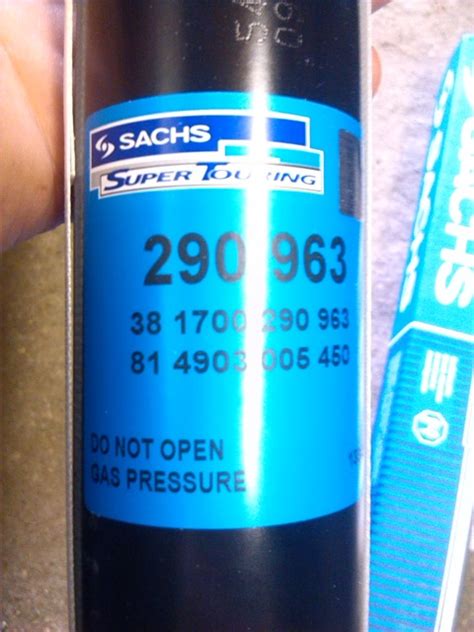 SACHS
SUPER TOURING
290 963
38 1700 290 963
81 4903 005 450
DO NOT OPEN
GAS PRESSURE
SACHS